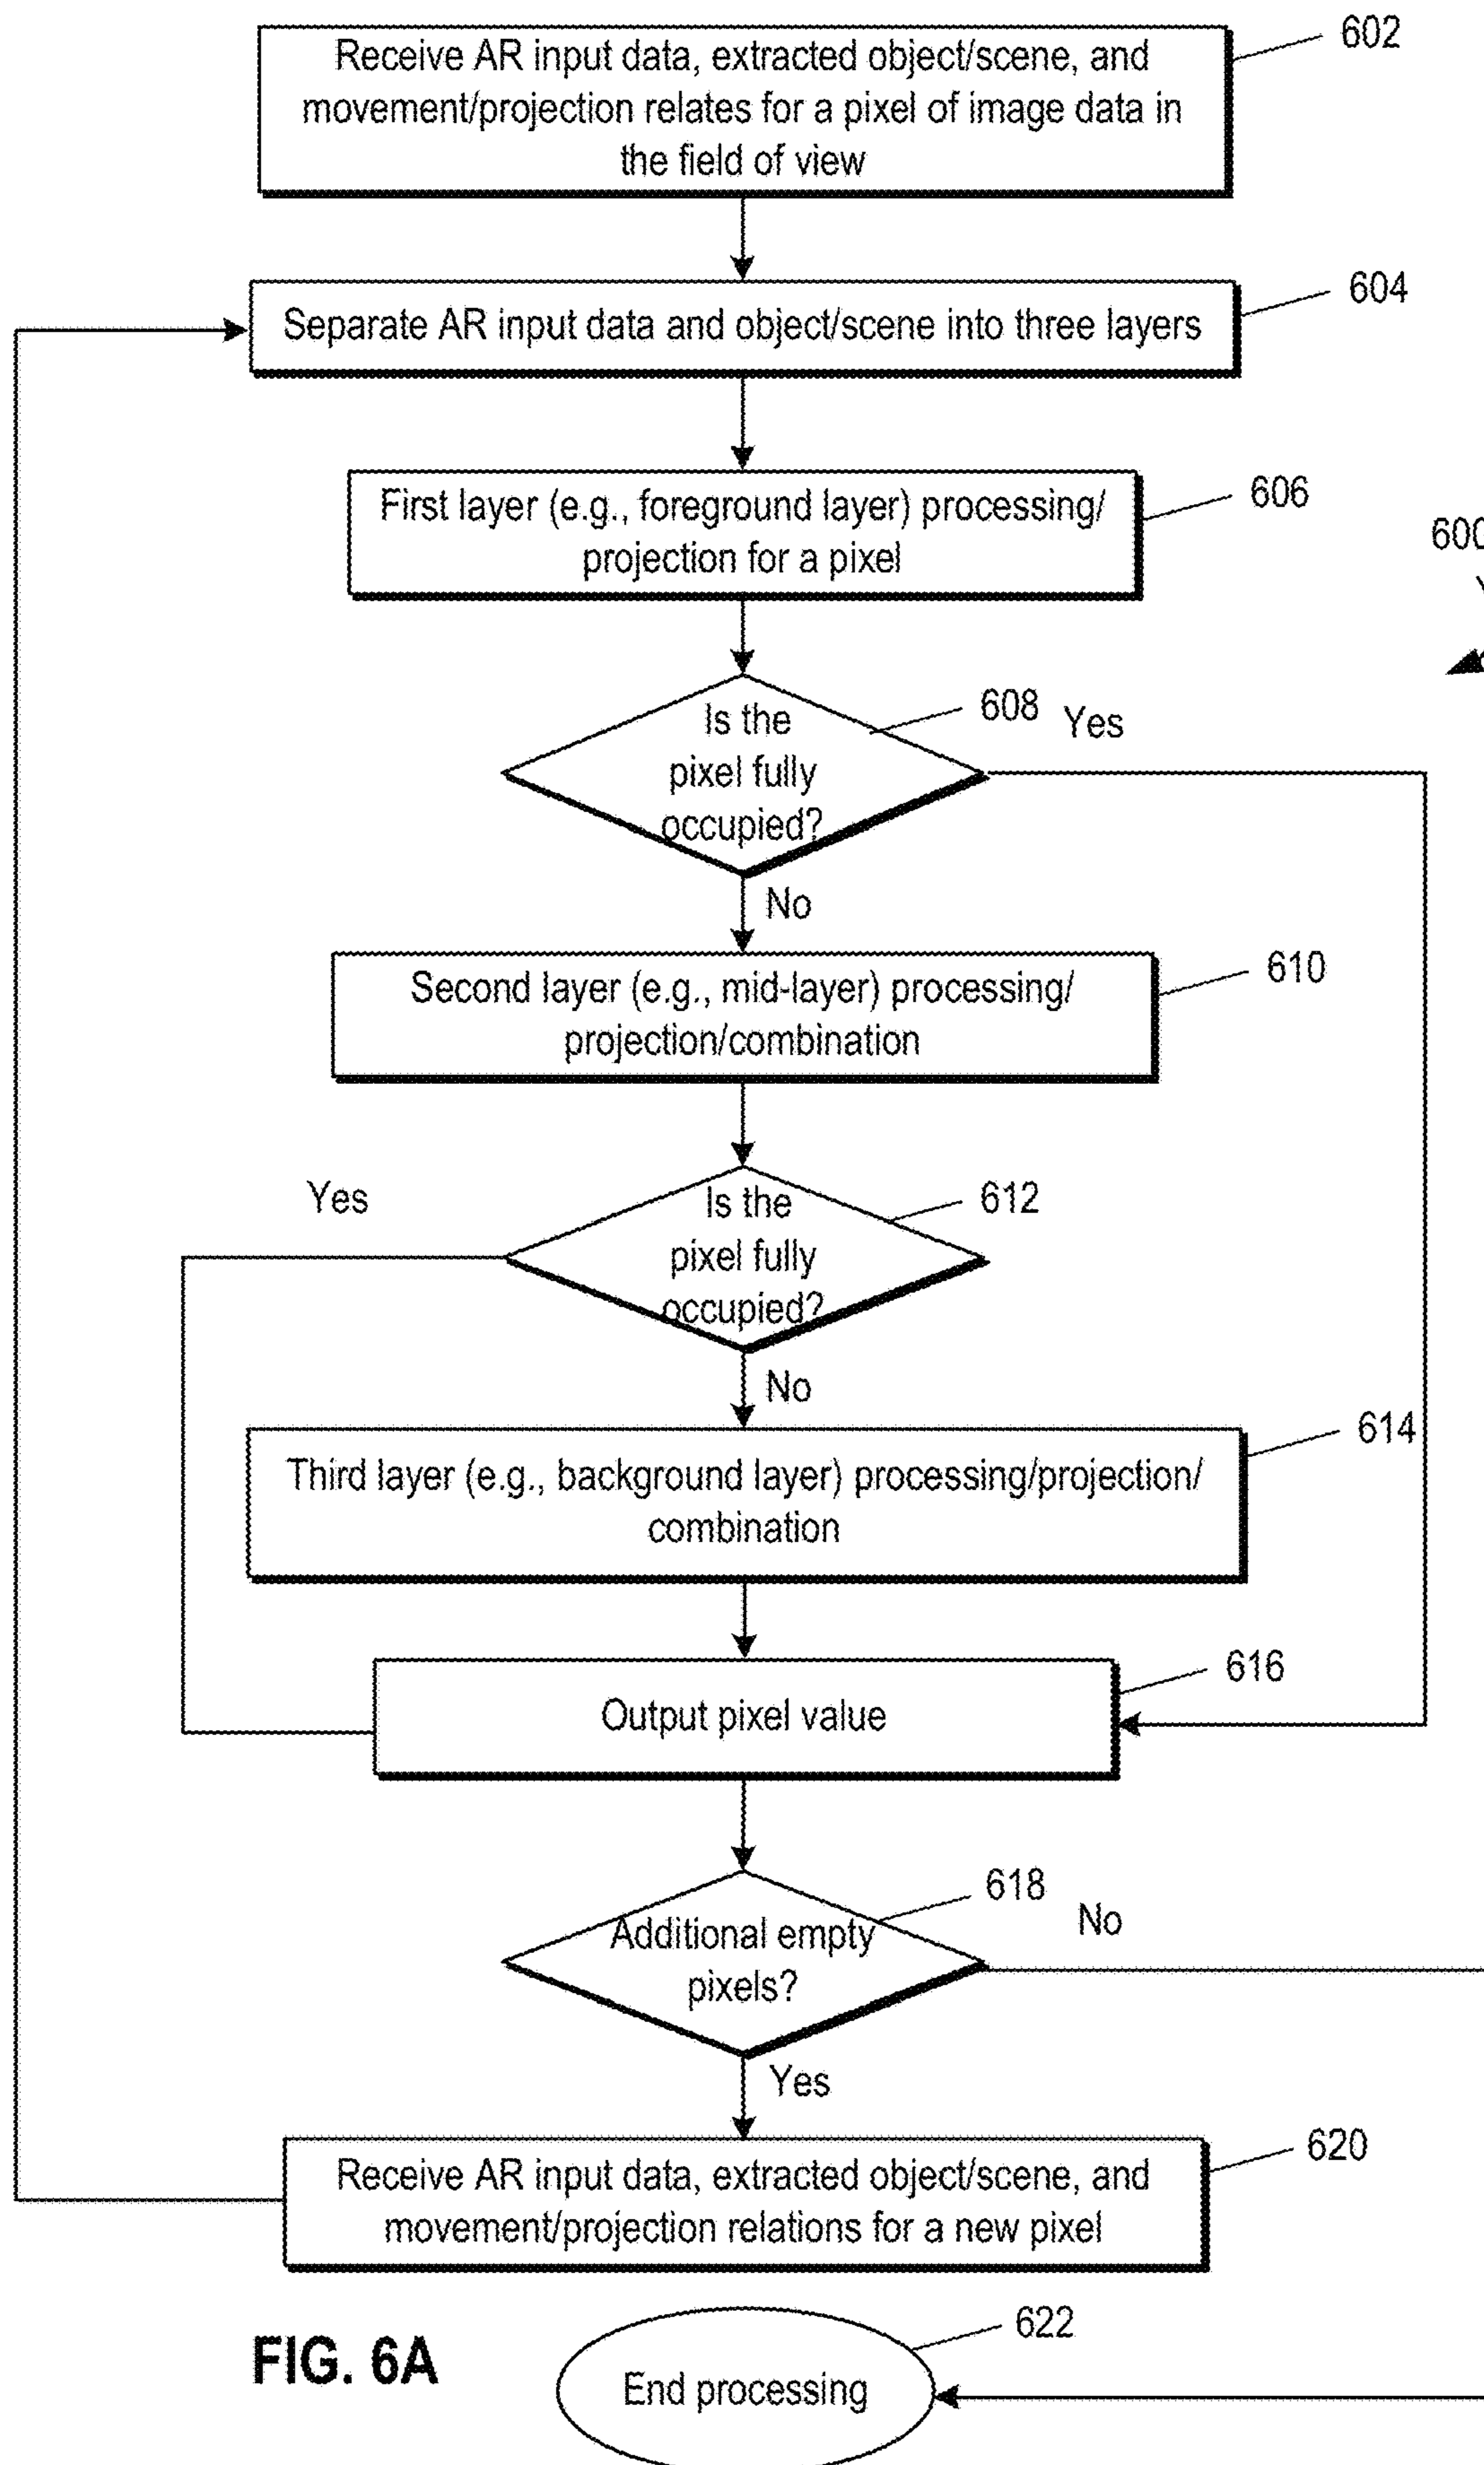 602
Receive AR input data, extracted object/scene, and
movement/projection relates for a pixel of image data in
the field of view
604
Separate AR input data and object/scene into three layers
606
First layer (e.g., foreground layer) processing/
projection for a pixel
600
608
Yes
Is the
pixel fully
occupied?
No
610
Second layer (e.g., mid-layer) processing/
projection/combination
Yes
612
Is the
pixel fully
occupied?
No
614
Third layer (e.g., background layer) processing/projection/
combination
616
Output pixel value
618
No
Additional empty
pixels?
Yes
620
Receive AR input data, extracted object/scene, and
movement/projection relations for a new pixel
622
FIG. 6A
End processing